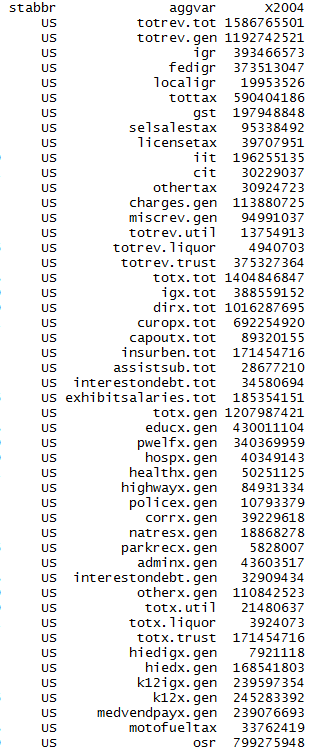 stabbr aggvar X2004
US totrev.tot 1586765501
US totrev.gen 1192742521
US igr 393466573
US fedigr 373513047
US localigr 19953526
US tottax 590404186
US gst 197948848
US selsalestax 95338492
US licensetax 39707951
US iit 196255135
US cit 30229037
US othertax 30924723
US charges.gen 113880725
US miscrev.gen 94991037
US totrev.util 13754913
US totrev.liquor 4940703
US totrev.trust 375327364
US totx.tot 1404846847
US igx.tot 388559152
US dirx.tot 1016287695
US curopx.tot 692254920
US capoutx.tot 89320155
US insurben.tot 171454716
US assistsub.tot 28677210
US interestondebt.tot 34580694
US exhibitsalaries.tot 185354151
US totx.gen 1207987421
US educx.gen 430011104
US pwelfx.gen 340369959
US hospx.gen 40349143
US healthx.gen 50251125
US highwayx.gen 84931334
US policex.gen 10793379
US corrx.gen 39229618
US natresx.gen 18868278
US parkrecx.gen 5828007
US adminx.gen 43603517
US interestondebt.gen 32909434
US otherx.gen 110842523
US totx.util 21480637
US totx.liquor 3924073
US totx.trust 171454716
US hiedigx.gen 7921118
US hiedx.gen 168541803
US k12igx.gen 239597354
US k12x.gen 245283392
US medvendpayx.gen 239076693
US motofueltax 33762419
US osr 799275948